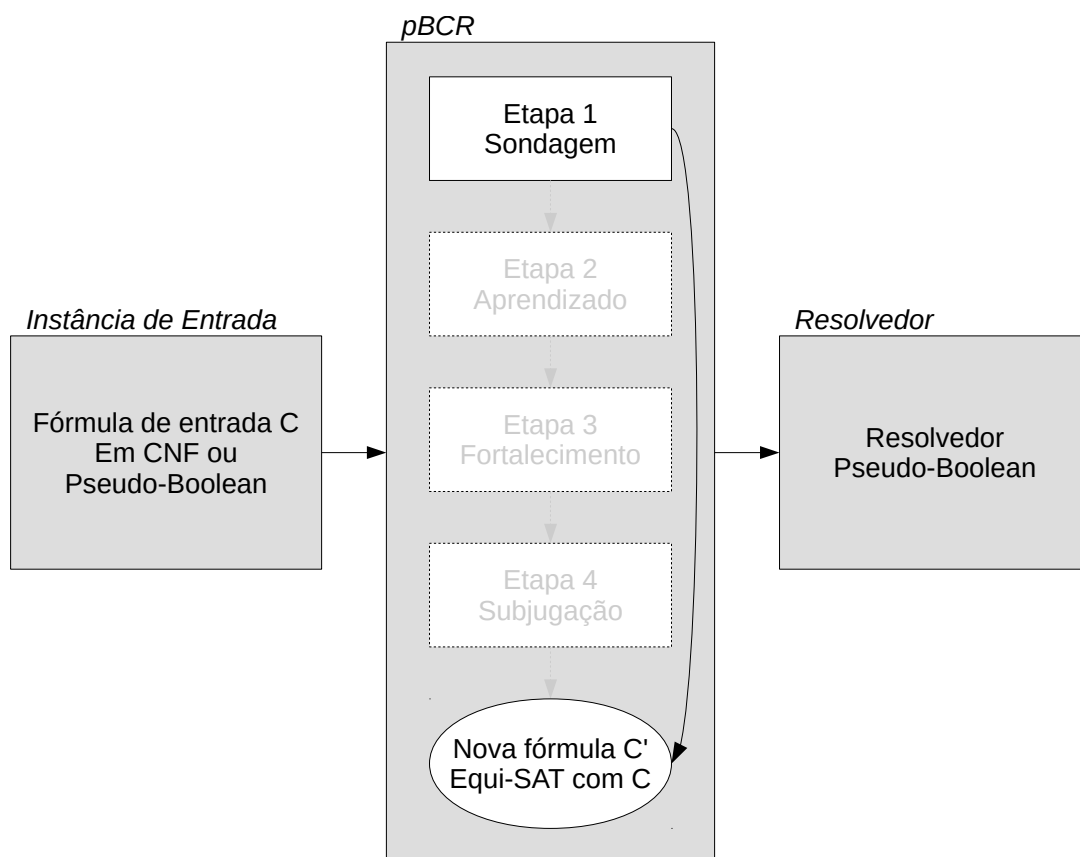 pBCR
Etapa 1
Sondagem
Etapa 2
Aprendizado
Instância de Entrada
Resolvedor
Fórmula de entrada C
Em CNF ou
Pseudo-Boolean
Etapa 3
Fortalecimento
Resolvedor
Pseudo-Boolean
Etapa 4
Subjugação
Nova fórmula C'
Equi-SAT com C